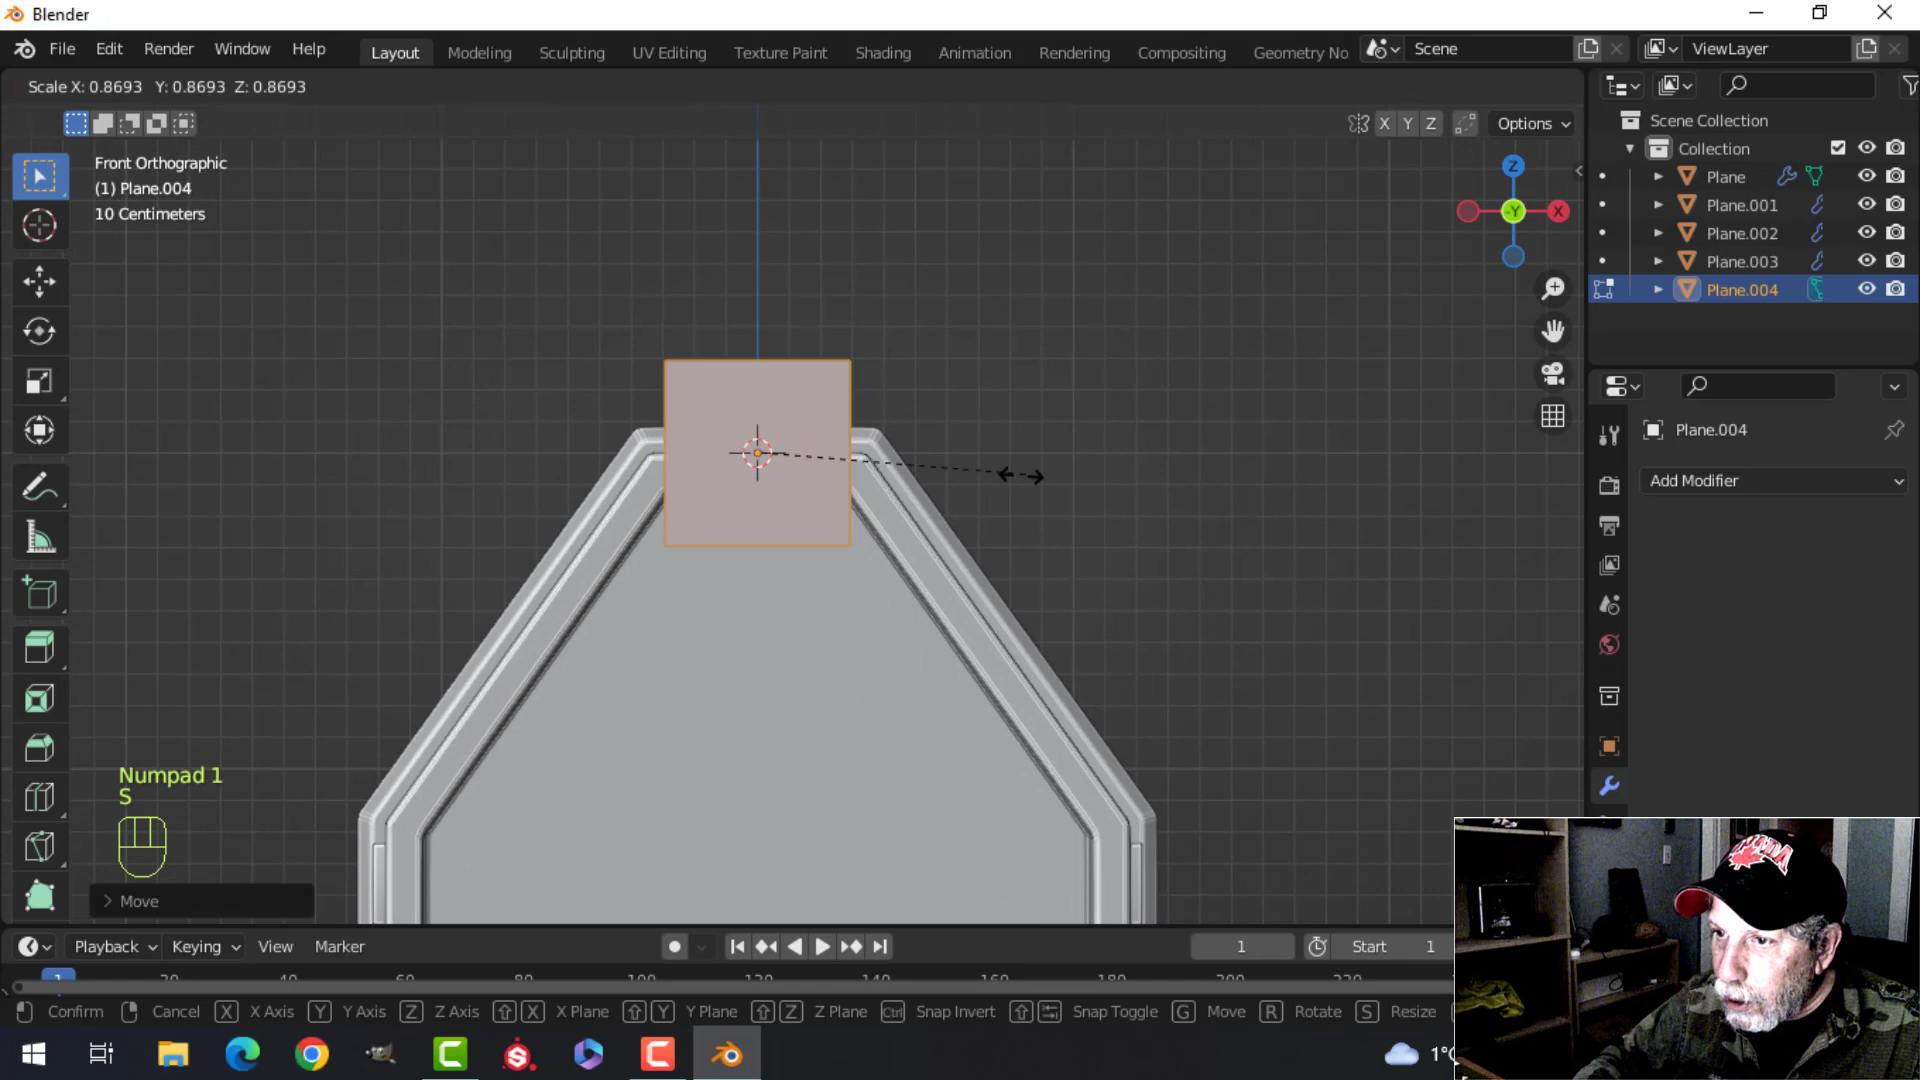 Blender
File Edit Render Window Help Layout Modeling Sculpting UV Editing Texture Paint Shading Animation Rendering Compositing Geometry No Scene ViewLayer
Scale X: 0.8693 Y: 0.8693 Z: 0.8693
X Y Z Options
Front Orthographic
(1) Plane.004
10 Centimeters
Z
-Y X
Scene Collection
Collection
Plane
Plane.001
Plane.002
Plane.003
Plane.004
Plane.004
Add Modifier
Numpad 1
S
Move
Playback Keying View Marker 1 Start 1
1 20 40 60 80 100 120 140 160 180 200 220
Confirm Cancel X X Axis Y Y Axis Z Z Axis X X Plane Y Y Plane Z Z Plane Ctrl Snap Invert Snap Toggle G Move R Rotate S Resize
1°C
CANADA